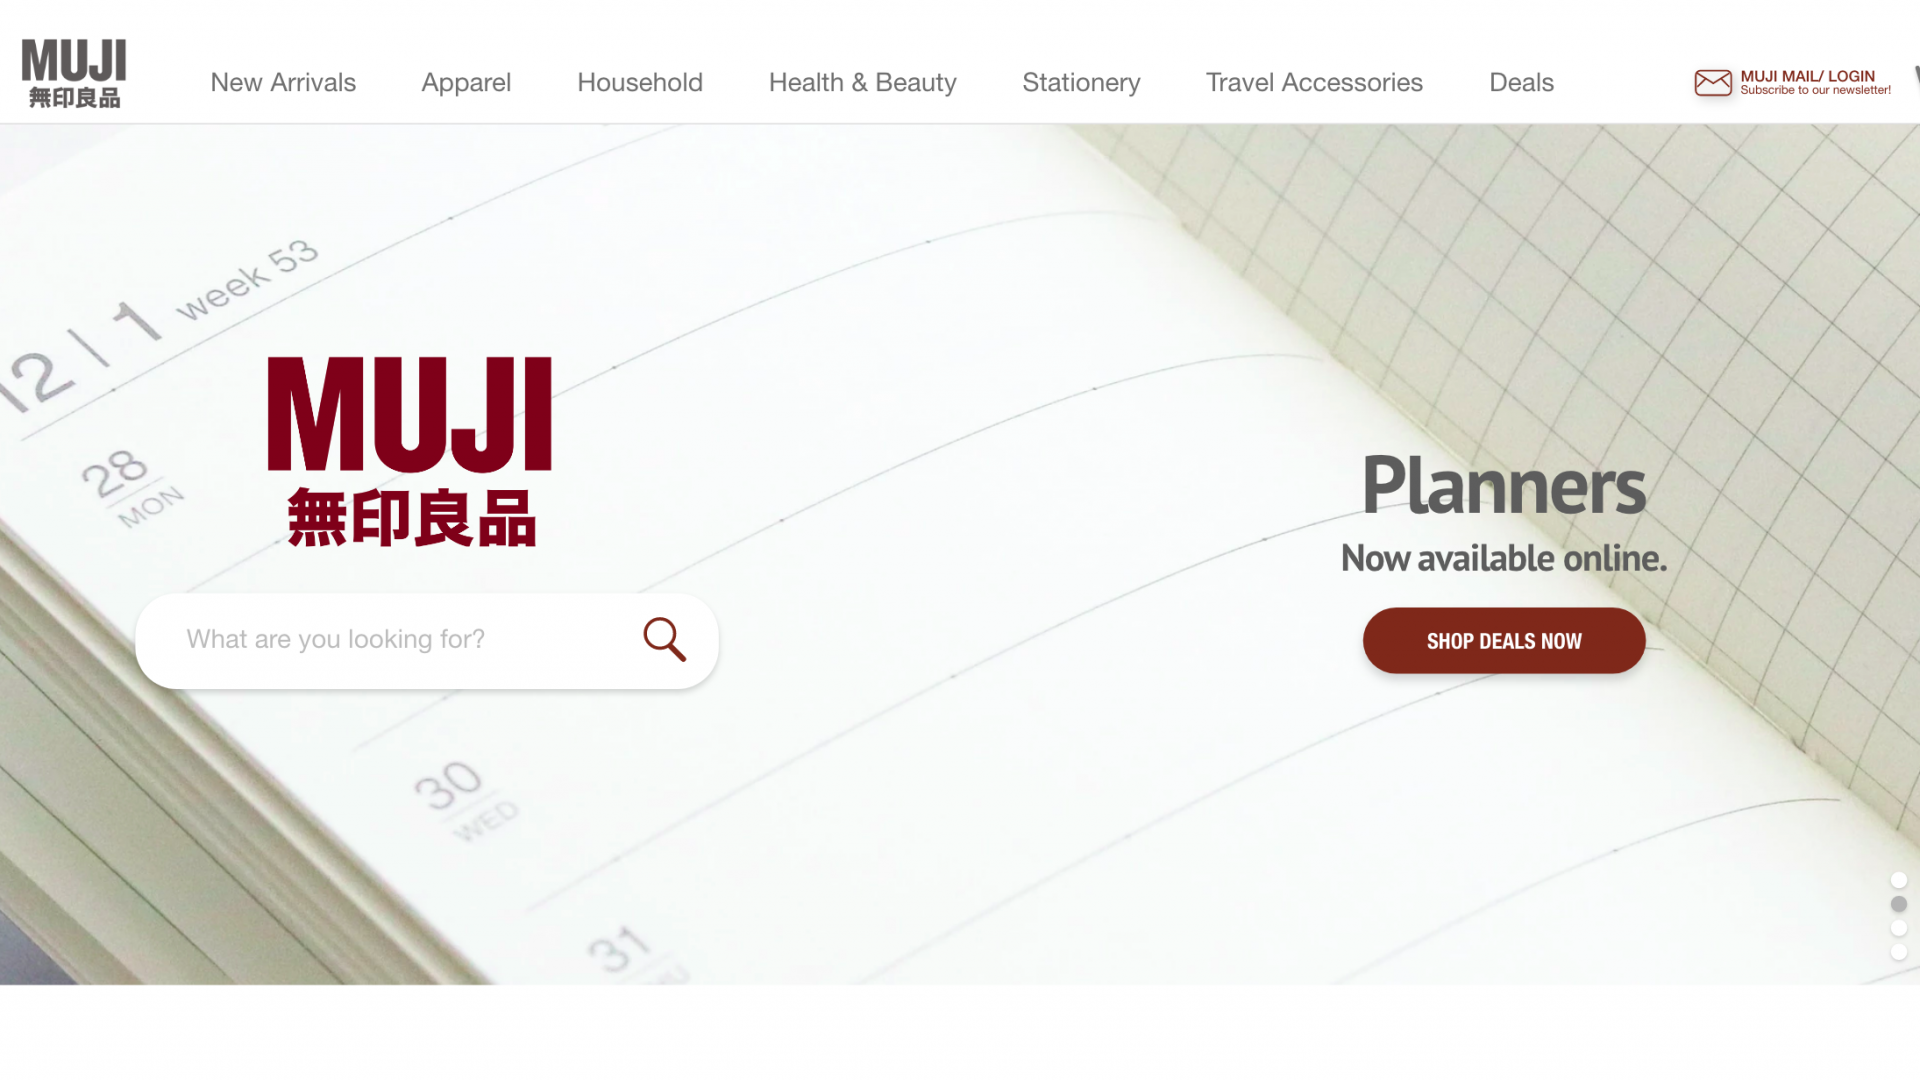 MUJI
無印良品
New Arrivals
Apparel
Household
Health & Beauty
Stationery
Travel Accessories
Deals
MUJI MAIL/ LOGIN
Subscribe to our newsletter!
12 | 1 week 53
28
MON
MUJI
無印良品
What are you looking for?
Planners
Now available online.
SHOP DEALS NOW
30
WED
31